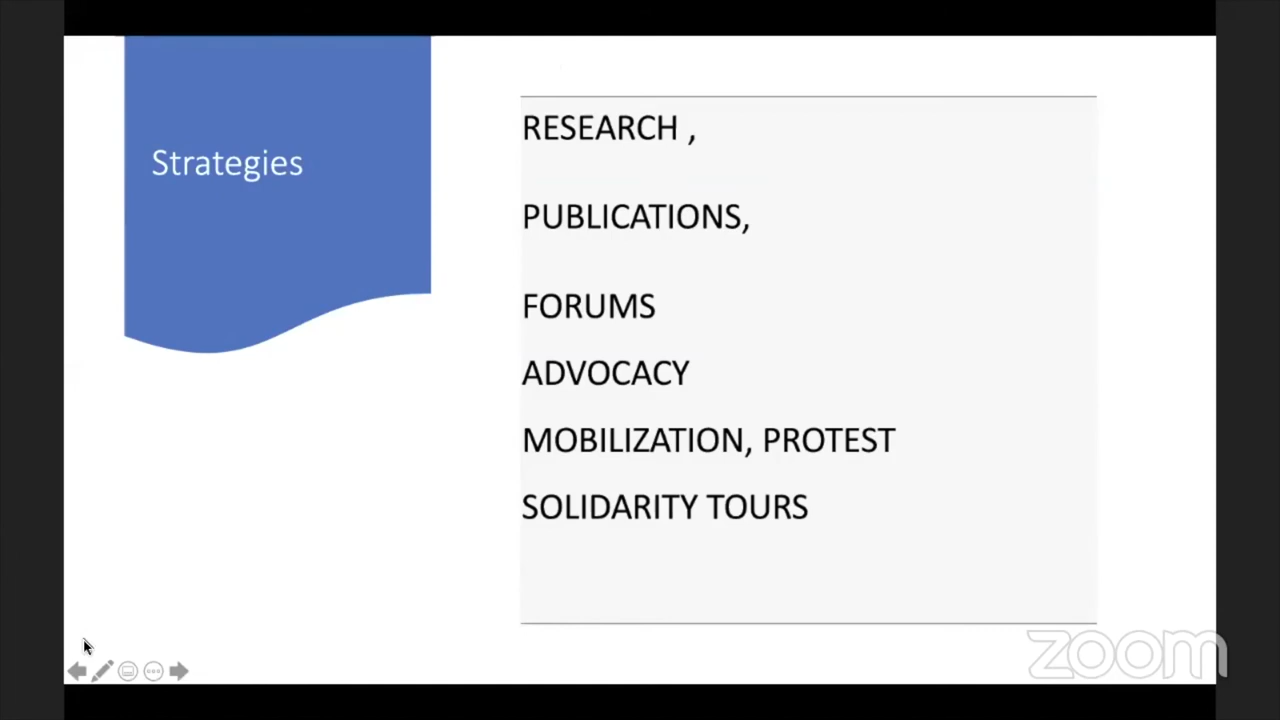 Strategies
RESEARCH ,
PUBLICATIONS,
FORUMS
ADVOCACY
MOBILIZATION, PROTEST
SOLIDARITY TOURS
zoom